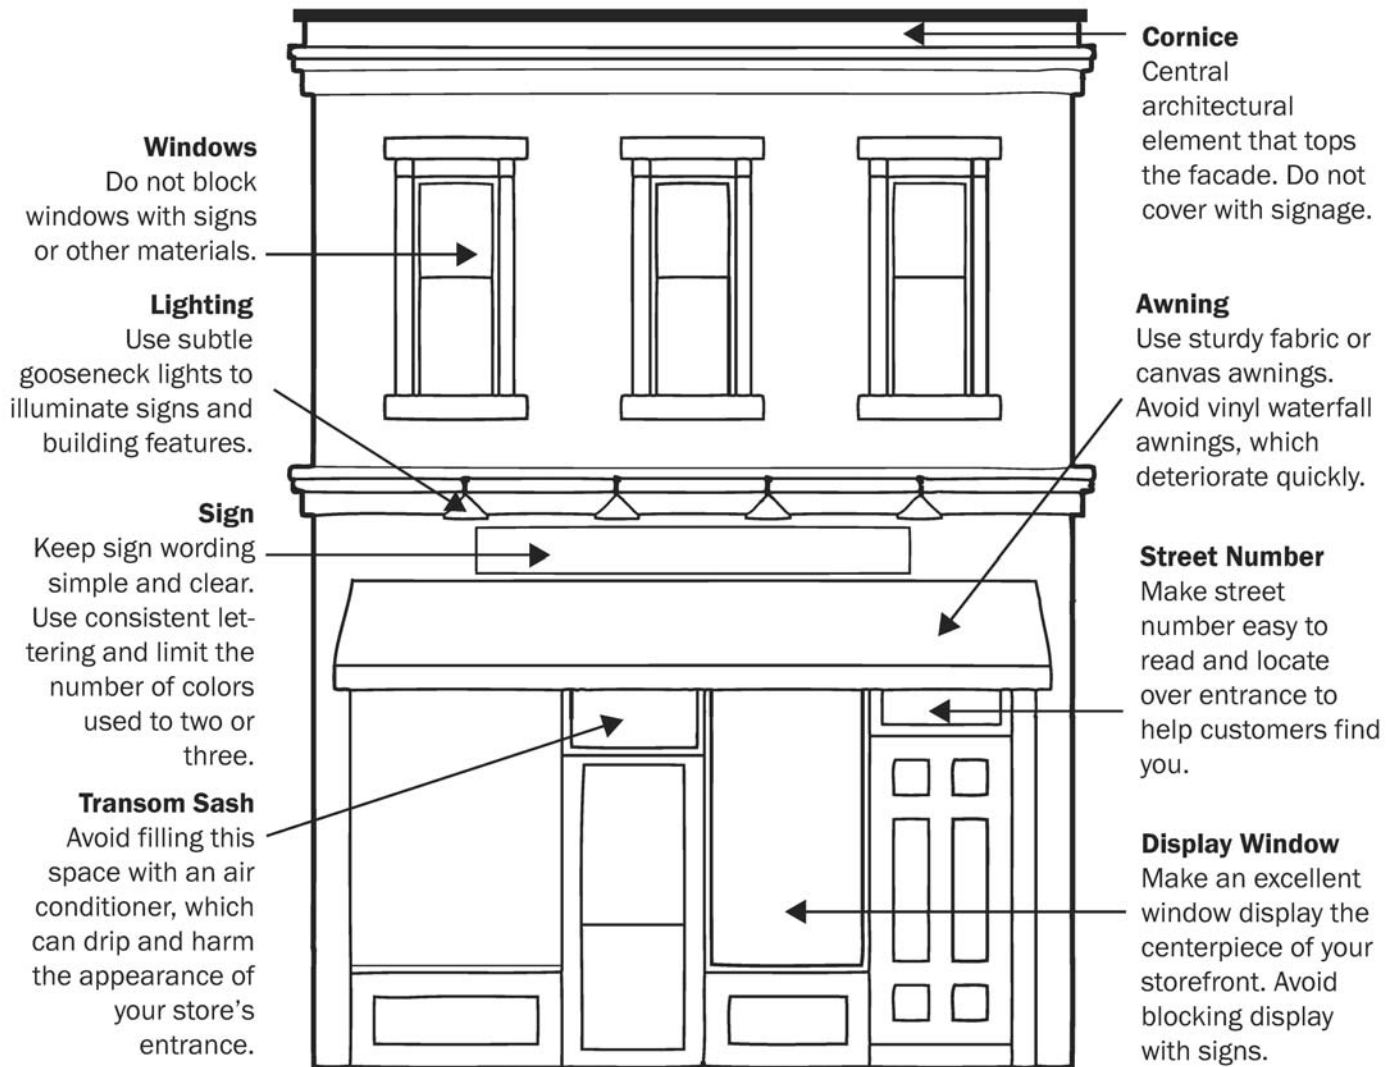 Windows
Do not block
windows with signs
or other materials.
Lighting
Use subtle
gooseneck lights to
illuminate signs and
building features.
Sign
Keep sign wording
simple and clear.
Use consistent let-
tering and limit the
number of colors
used to two or
three.
Transom Sash
Avoid filling this
space with an air
conditioner, which
can drip and harm
the appearance of
your store's
entrance.
Cornice
Central
architectural
element that tops
the facade. Do not
cover with signage.
Awning
Use sturdy fabric or
canvas awnings.
Avoid vinyl waterfall
awnings, which
deteriorate quickly.
Street Number
Make street
number easy to
read and locate
over entrance to
help customers find
you.
Display Window
Make an excellent
window display the
centerpiece of your
storefront. Avoid
blocking display
with signs.